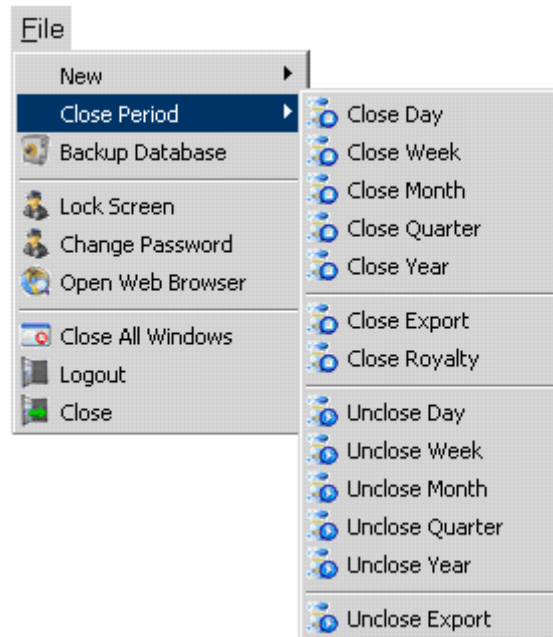 File
New
Close Period
Backup Database
Lock Screen
Change Password
Open Web Browser
Close All Windows
Logout
Close
Close Day
Close Week
Close Month
Close Quarter
Close Year
Close Export
Close Royalty
Unclose Day
Unclose Week
Unclose Month
Unclose Quarter
Unclose Year
Unclose Export